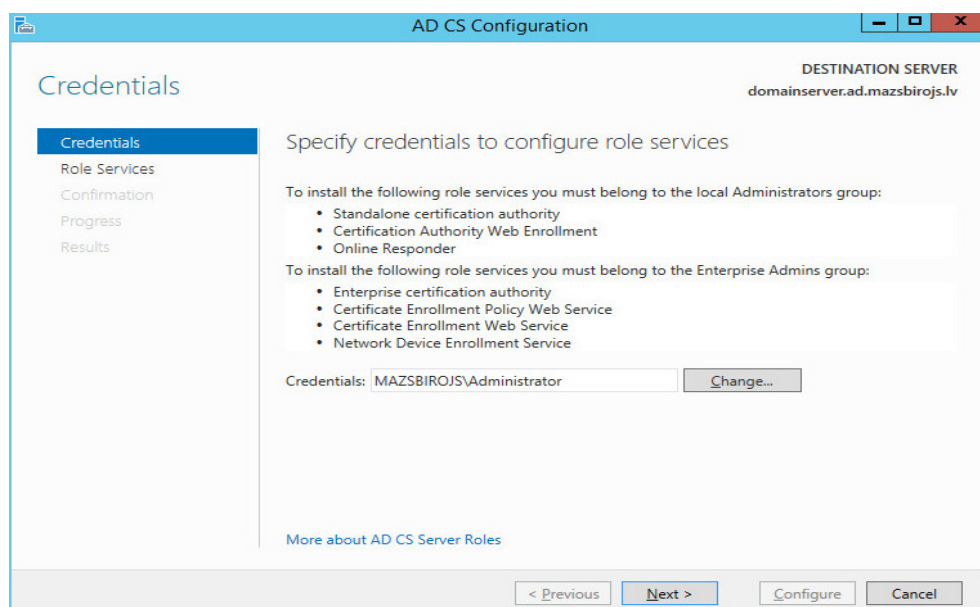 AD CS Configuration
Credentials
DESTINATION SERVER
domainserver.ad.mazsbirojs.lv
Credentials
Role Services
Confirmation
Progress
Results
Specify credentials to configure role services
To install the following role services you must belong to the local Administrators group:
• Standalone certification authority
• Certification Authority Web Enrollment
• Online Responder
To install the following role services you must belong to the Enterprise Admins group:
• Enterprise certification authority
• Certificate Enrollment Policy Web Service
• Certificate Enrollment Web Service
• Network Device Enrollment Service
Credentials: MAZSBIROJS\Administrator Change...
More about AD CS Server Roles
< Previous Next > Configure Cancel